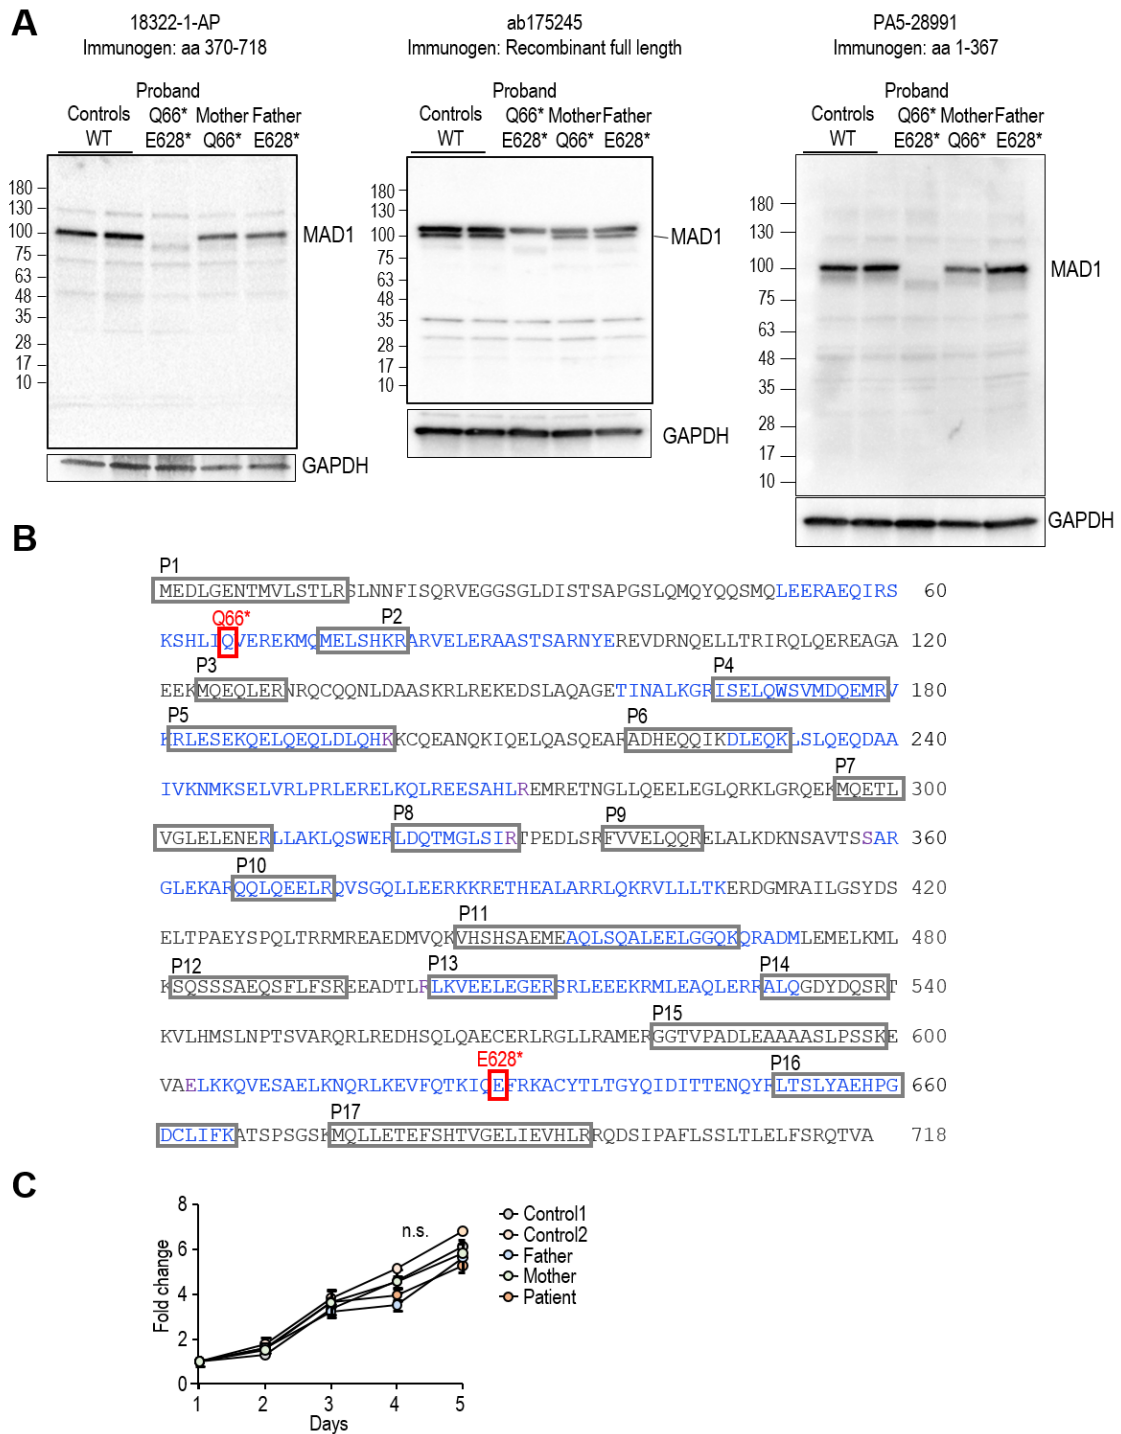 A
18322-1-AP
Immunogen: aa 370-718
ab175245
Immunogen: Recombinant full length
PA5-28991
Immunogen: aa 1-367
Proband
Controls Q66* Mother Father
WT E628* Q66* E628*
180
130
100
75
63
48
35
28
17
10
MAD1
GAPDH
Proband
Controls Q66* Mother Father
WT E628* Q66* E628*
180
130
100
75
63
48
35
28
17
10
MAD1
GAPDH
Proband
Controls Q66* Mother Father
WT E628* Q66* E628*
180
130
100
75
63
48
35
28
17
10
MAD1
GAPDH
B
P1
MEDLGENTMVLSTLRSLNNFISQRVEGGSGLDISTSAPGSLQMQYQQSMQLEERAEQIRS 60
Q66* P2
KSHLIQVEREKMQMELSHKRARVELERAASTSARNYEREVDRNQELLTRIRQLQEREAGA 120
P3 P4
EEKMQEQLERNRQCQQNLDAASKRLREKEDSLAQAGETINALKGRISELQWSVMDQEMRV 180
P5 P6
KRLESEKQELQEQLDLQHKKCQEANQKIQELQASQEARADHEQQIKDLEQKLSLQEQDAA 240
P7
IVKNMKSELVRLPRLERELKQLREESAHLREMRETNGLLQEELEGLQRKLGRQEKMQETL 300
P8 P9
VGLELENERLLAKLQSWERLDQTMGLSIRTPEDLSRFVVELQQRELALKDKNSAVTSSAR 360
P10
GLEKARQQLQEELRQVSGQLLEERKKRETHEALARRLQKRVLLLTKERDGMRAILGSYDS 420
P11
ELTPAEYSPQLTRRMREAEDMVQKVHSHSAEMEAQLSQALEELGGQKQRADMLEMELKML 480
P12 P13 P14
KSQSSSAEQSFLFSREEADTLRLKVEELEGERSRLEEEKRMLEAQLERRALQGDYDQSRT 540
P15
KVLHMSLNPTSVARQRLREDHSQLQAECERLRGLLRAMERGGTVPADLEAAAASLPSSKE 600
E628* P16
VAELKKQVESAELKNQRLKEVFQTKIQEFRKACYTLTGYQIDITTENQYRLTSLYAEHPG 660
P17
DCLIFKATSPSGSKMQLLETEFSHTVGELIEVHLRRQDSIPAFLSSLTLELFSRQTVA 718
C
Fold change
8
6
4
2
0
n.s.
1 2 3 4 5
Days
Control1
Control2
Father
Mother
Patient